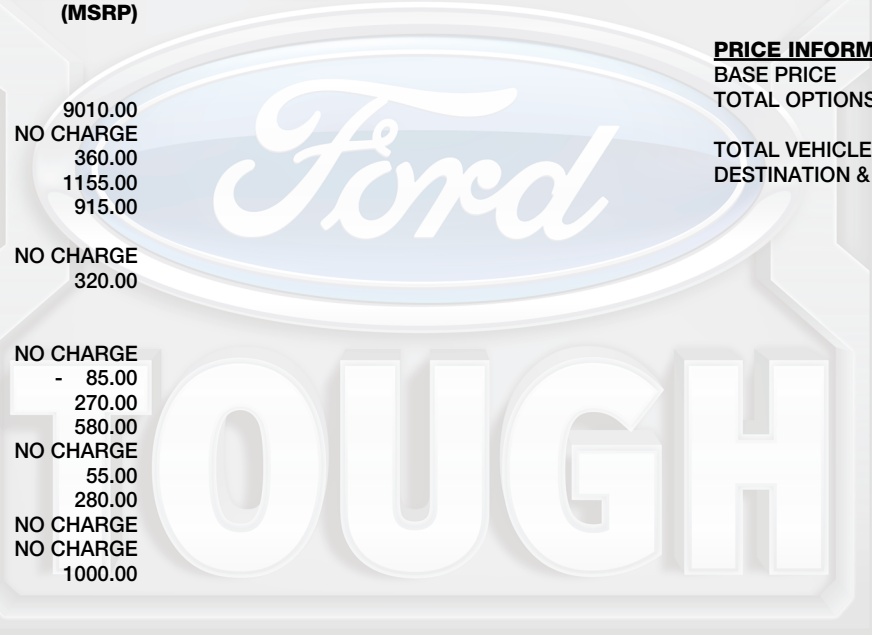 (MSRP)
9010.00
NO CHARGE
360.00
1155.00
915.00
NO CHARGE
320.00
NO CHARGE
- 85.00
270.00
580.00
NO CHARGE
55.00
280.00
NO CHARGE
NO CHARGE
1000.00
PRICE INFORM
BASE PRICE
TOTAL OPTIONS
TOTAL VEHICLE
DESTINATION &
Ford
TOUGH